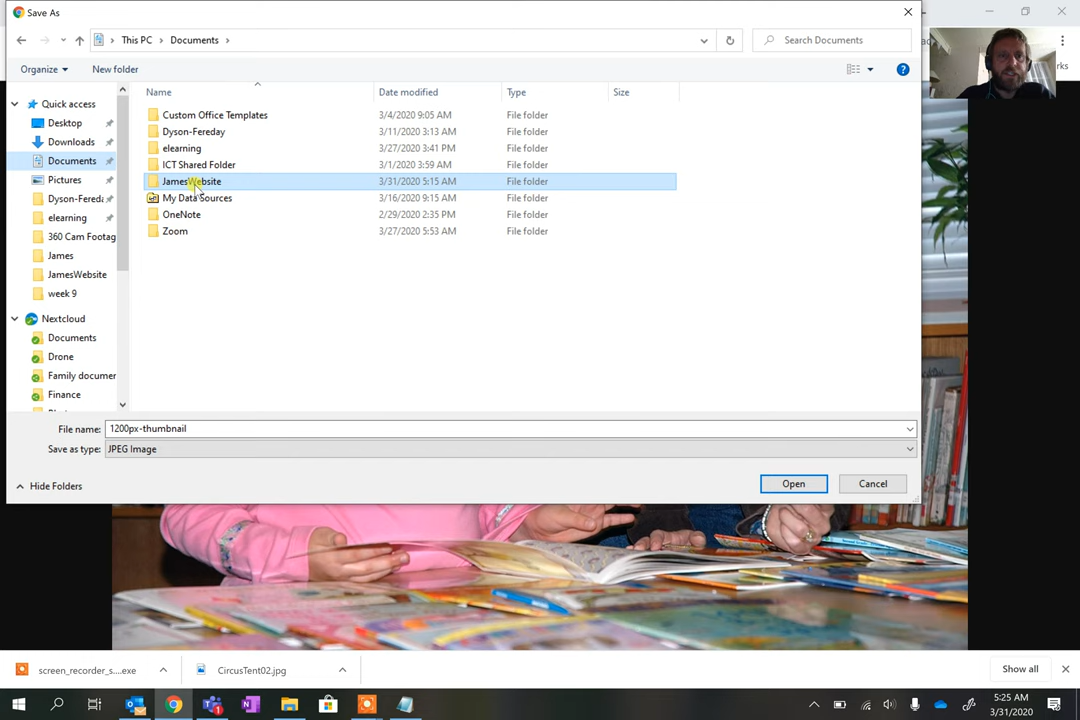 Save As
This PC
Documents
Search Documents
Organize
New folder
Name
Date modified
Type
Size
Quick access
Desktop
Downloads
Documents
Pictures
Dyson-Fereda
elearning
360 Cam Footag
James
JamesWebsite
week 9
Nextcloud
Documents
Drone
Family documer
Finance
Custom Office Templates 3/4/2020 9:05 AM File folder
Dyson-Fereday 3/11/2020 3:13 AM File folder
elearning 3/27/2020 3:41 PM File folder
ICT Shared Folder 3/1/2020 3:59 AM File folder
JamesWebsite 3/31/2020 5:15 AM File folder
My Data Sources 3/16/2020 9:15 AM File folder
OneNote 2/29/2020 2:35 PM File folder
Zoom 3/27/2020 5:53 AM File folder
File name: 1200px-thumbnail
Save as type: JPEG Image
Hide Folders
Open
Cancel
screen_recorder_s....exe
CircusTent02.jpg
Show all
5:25 AM
3/31/2020